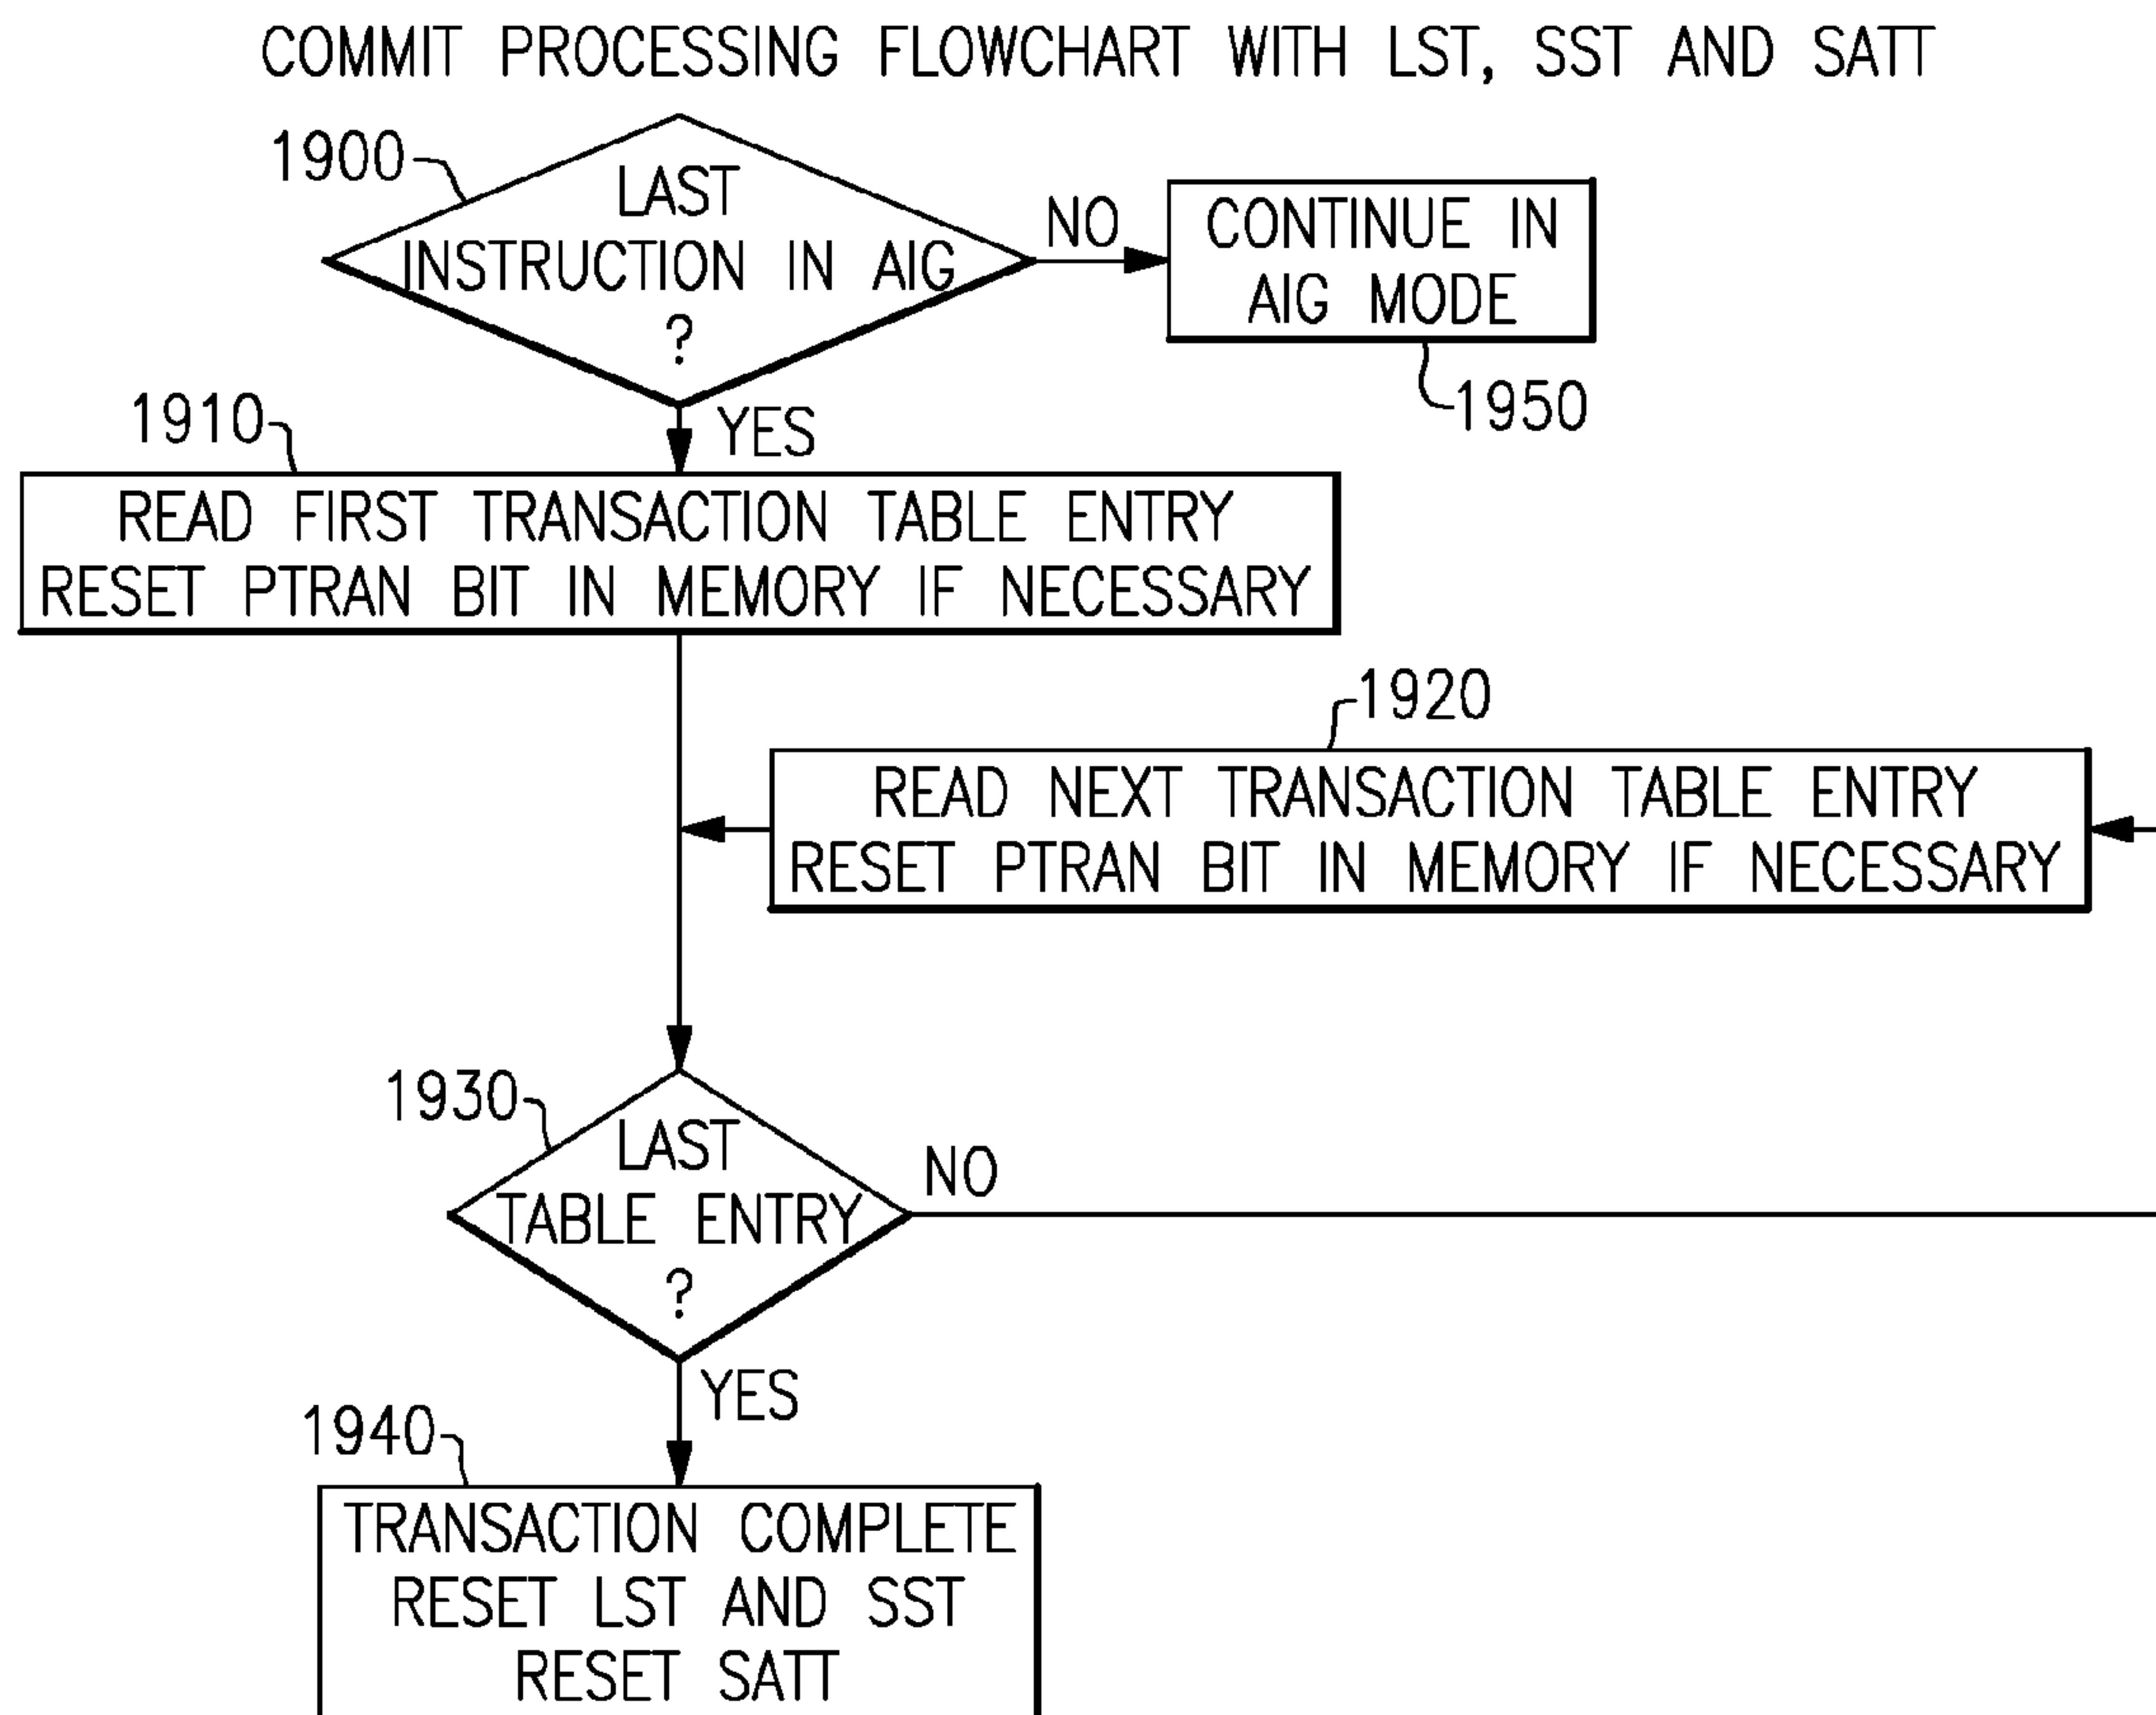 COMMIT PROCESSING FLOWCHART WITH LST, SST AND SATT
1900
LAST
INSTRUCTION IN AIG
?
NO
CONTINUE IN
AIG MODE
1950
YES
1910
READ FIRST TRANSACTION TABLE ENTRY
RESET PTRAN BIT IN MEMORY IF NECESSARY
1920
READ NEXT TRANSACTION TABLE ENTRY
RESET PTRAN BIT IN MEMORY IF NECESSARY
1930
LAST
TABLE ENTRY
?
NO
YES
1940
TRANSACTION COMPLETE
RESET LST AND SST
RESET SATT